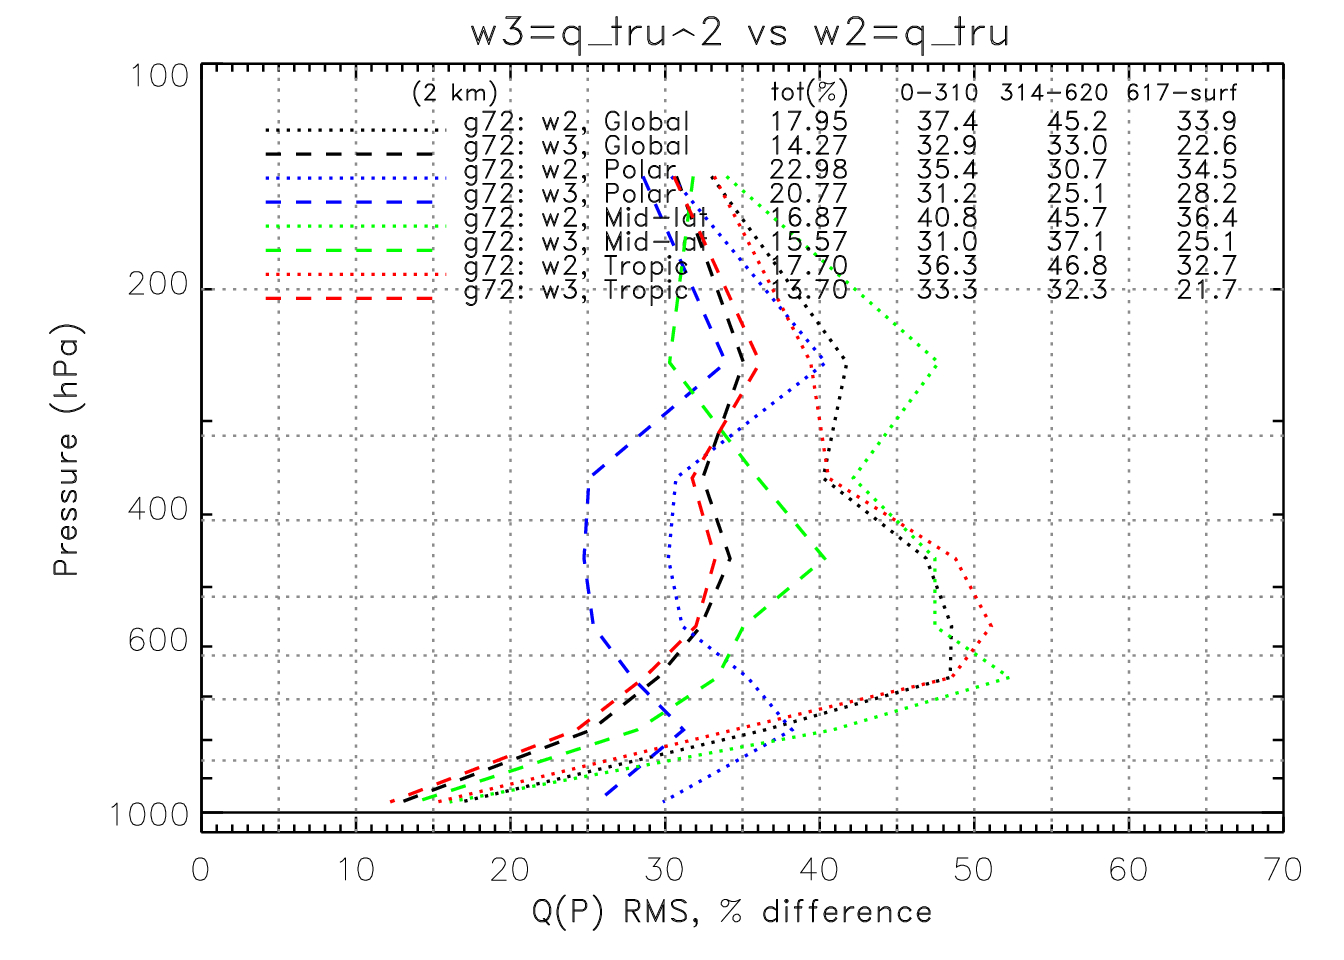 w3=q_tru^2 vs w2=q_tru
(2 km) tot(%) 0-310 314-620 617-surf
g72: w2, Global 17.95 37.4 45.2 33.9
g72: w3, Global 14.27 32.9 33.0 22.6
g72: w2, Polar 22.98 35.4 30.7 34.5
g72: w3, Polar 20.77 31.2 25.1 28.2
g72: w2, Mid-lat 16.87 40.8 45.7 36.4
g72: w3, Mid-lat 15.57 31.0 37.1 25.1
g72: w2, Tropic 17.70 36.3 46.8 32.7
g72: w3, Tropic 13.70 33.3 32.3 21.7
100
200
400
600
1000
Pressure (hPa)
0 10 20 30 40 50 60 70
Q(P) RMS, % difference